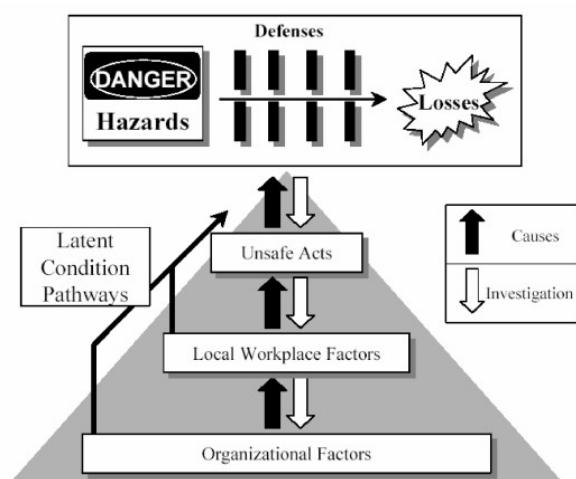 Defenses
DANGER
Hazards
Losses
Latent
Condition
Pathways
Unsafe Acts
Causes
Investigation
Local Workplace Factors
Organizational Factors